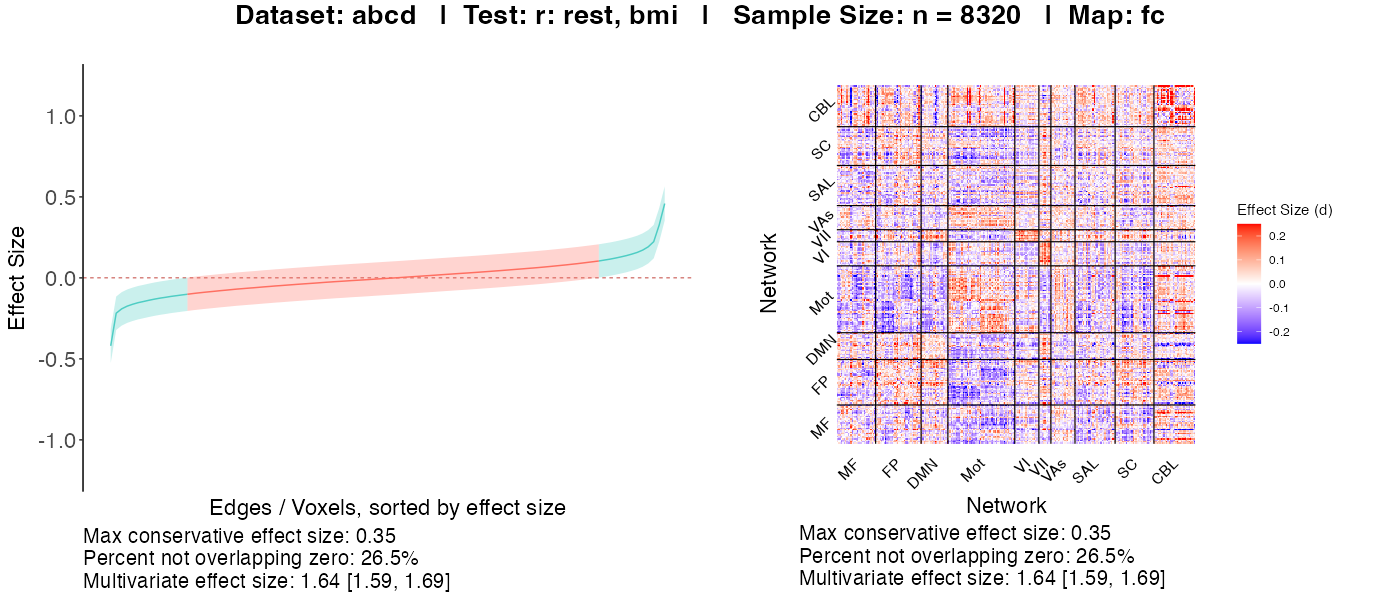 Dataset: abcd | Test: r: rest, bmi | Sample Size: n = 8320 | Map: fc
Effect Size
1.0
0.5
0.0
-0.5
-1.0
Edges / Voxels, sorted by effect size
Max conservative effect size: 0.35
Percent not overlapping zero: 26.5%
Multivariate effect size: 1.64 [1.59, 1.69]
Network
CBL
SC
SAL
VAs
VII
VI
Mot
DMN
FP
MF
MF
FP
DMN
Mot
VI
VII
VAs
SAL
SC
CBL
Network
Max conservative effect size: 0.35
Percent not overlapping zero: 26.5%
Multivariate effect size: 1.64 [1.59, 1.69]
Effect Size (d)
0.2
0.1
0.0
-0.1
-0.2